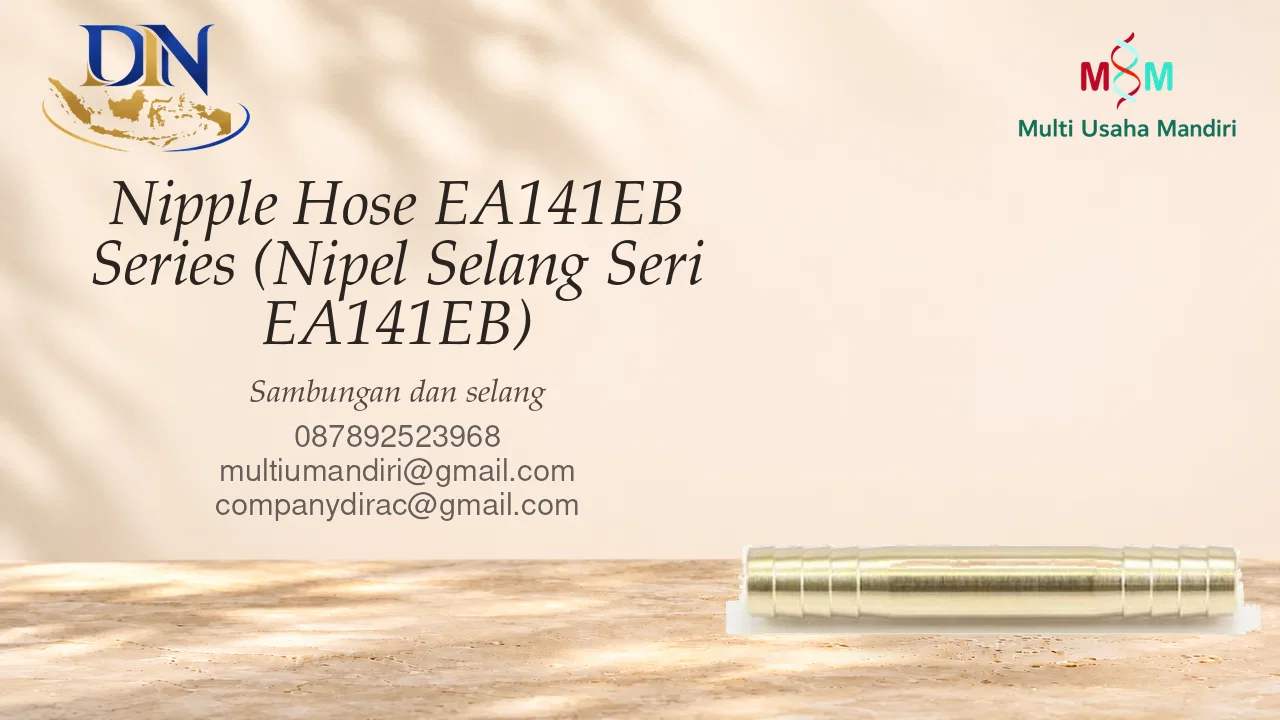 DN
MM
Multi Usaha Mandiri
Nipple Hose EA141EB
Series (Nipel Selang Seri
EA141EB)
Sambungan dan selang
087892523968
multiumandiri@gmail.com
companydirac@gmail.com